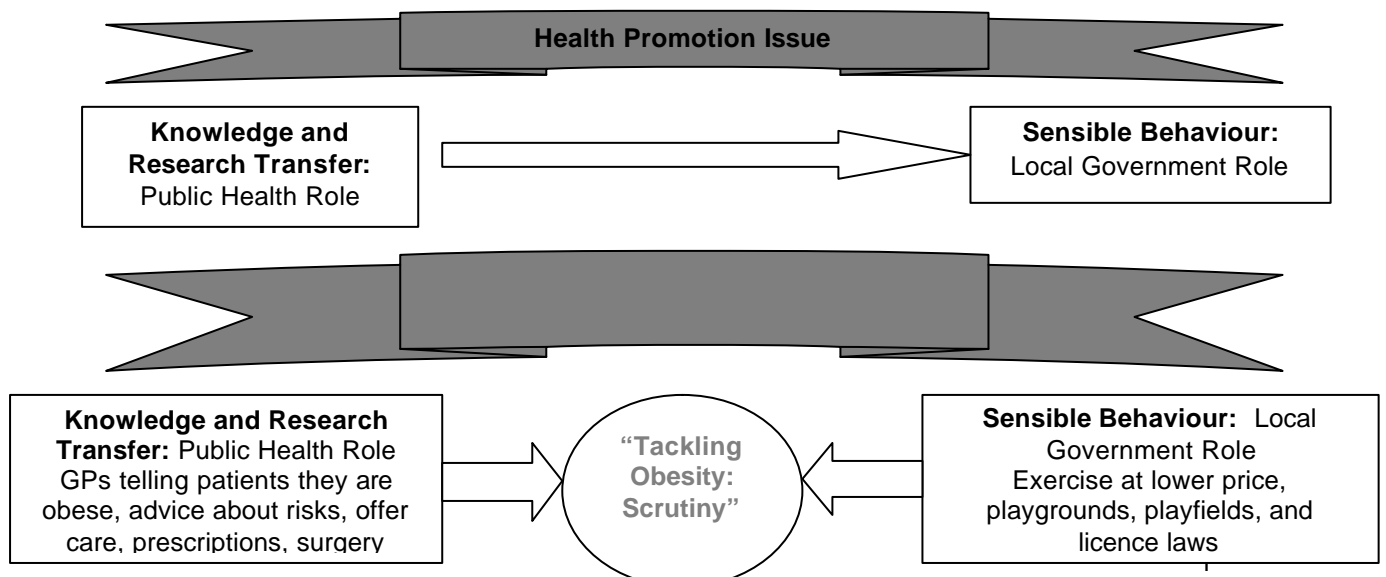 Health Promotion Issue
Knowledge and
Research Transfer:
Public Health Role
Sensible Behaviour:
Local Government Role
Knowledge and Research
Transfer: Public Health Role
GPs telling patients they are
obese, advice about risks, offer
care, prescriptions, surgery
“Tackling
Obesity:
Scrutiny”
Sensible Behaviour: Local
Government Role
Exercise at lower price,
playgrounds, playfields, and
licence laws